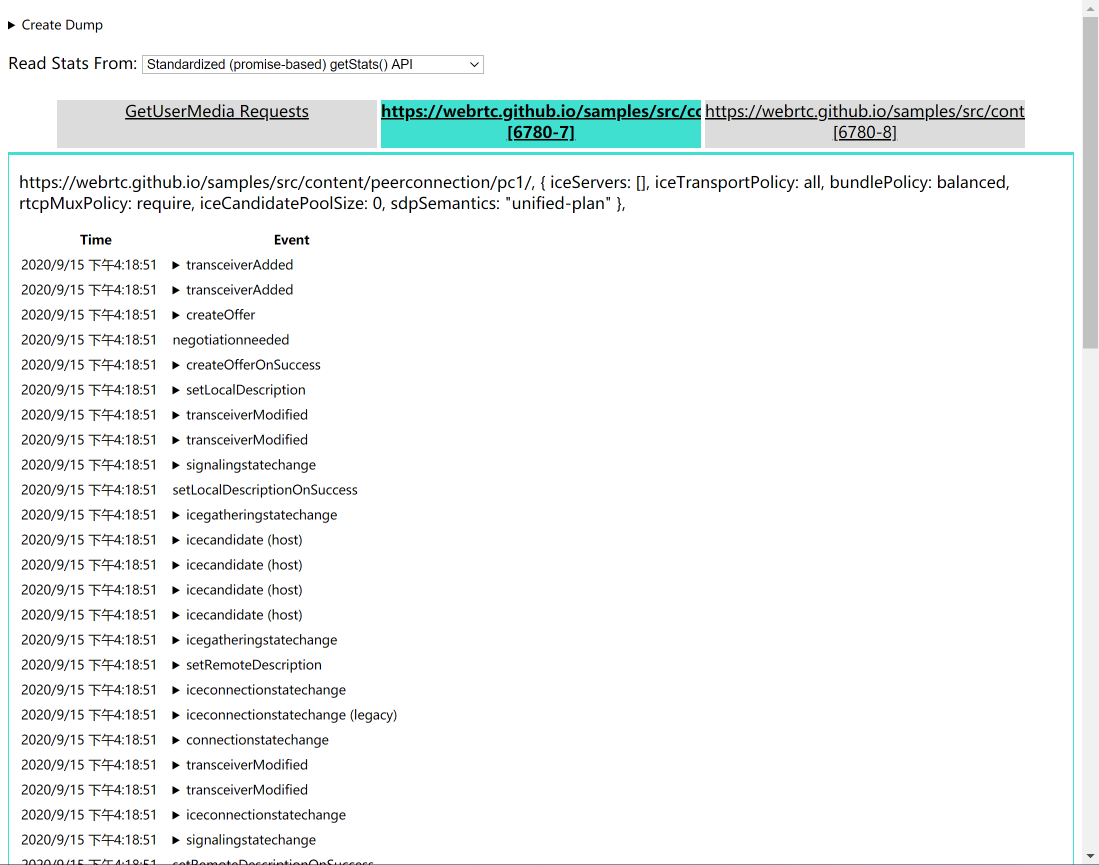 ▶ Create Dump
Read Stats From: Standardized (promise-based) getStats() API
GetUserMedia Requests
https://webrtc.github.io/samples/src/co
[6780-7]
https://webrtc.github.io/samples/src/cont
[6780-8]
https://webrtc.github.io/samples/src/content/peerconnection/pc1/, { iceServers: [], iceTransportPolicy: all, bundlePolicy: balanced,
rtcpMuxPolicy: require, iceCandidatePoolSize: 0, sdpSemantics: "unified-plan" },
Time Event
2020/9/15 下午4:18:51 ▶ transceiverAdded
2020/9/15 下午4:18:51 ▶ transceiverAdded
2020/9/15 下午4:18:51 ▶ createOffer
2020/9/15 下午4:18:51 negotiationneeded
2020/9/15 下午4:18:51 ▶ createOfferOnSuccess
2020/9/15 下午4:18:51 ▶ setLocalDescription
2020/9/15 下午4:18:51 ▶ transceiverModified
2020/9/15 下午4:18:51 ▶ transceiverModified
2020/9/15 下午4:18:51 ▶ signalingstatechange
2020/9/15 下午4:18:51 setLocalDescriptionOnSuccess
2020/9/15 下午4:18:51 ▶ icegatheringstatechange
2020/9/15 下午4:18:51 ▶ icecandidate (host)
2020/9/15 下午4:18:51 ▶ icecandidate (host)
2020/9/15 下午4:18:51 ▶ icecandidate (host)
2020/9/15 下午4:18:51 ▶ icecandidate (host)
2020/9/15 下午4:18:51 ▶ icegatheringstatechange
2020/9/15 下午4:18:51 ▶ setRemoteDescription
2020/9/15 下午4:18:51 ▶ iceconnectionstatechange
2020/9/15 下午4:18:51 ▶ iceconnectionstatechange (legacy)
2020/9/15 下午4:18:51 ▶ connectionstatechange
2020/9/15 下午4:18:51 ▶ transceiverModified
2020/9/15 下午4:18:51 ▶ transceiverModified
2020/9/15 下午4:18:51 ▶ iceconnectionstatechange
2020/9/15 下午4:18:51 ▶ signalingstatechange
2020/9/15 下午4:18:51 setRemoteDescriptionOnSuccess